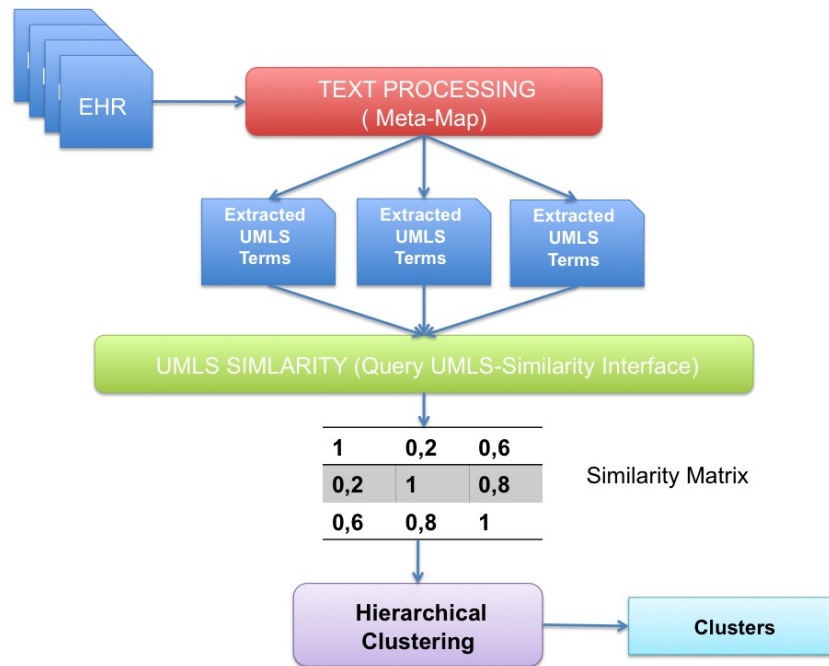 EHR
TEXT PROCESSING
( Meta-Map)
Extracted
UMLS
Terms
Extracted
UMLS
Terms
Extracted
UMLS
Terms
UMLS SIMLARITY (Query UMLS-Similarity Interface)
1 0,2 0,6
0,2 1 0,8
0,6 0,8 1
Similarity Matrix
Hierarchical
Clustering
Clusters